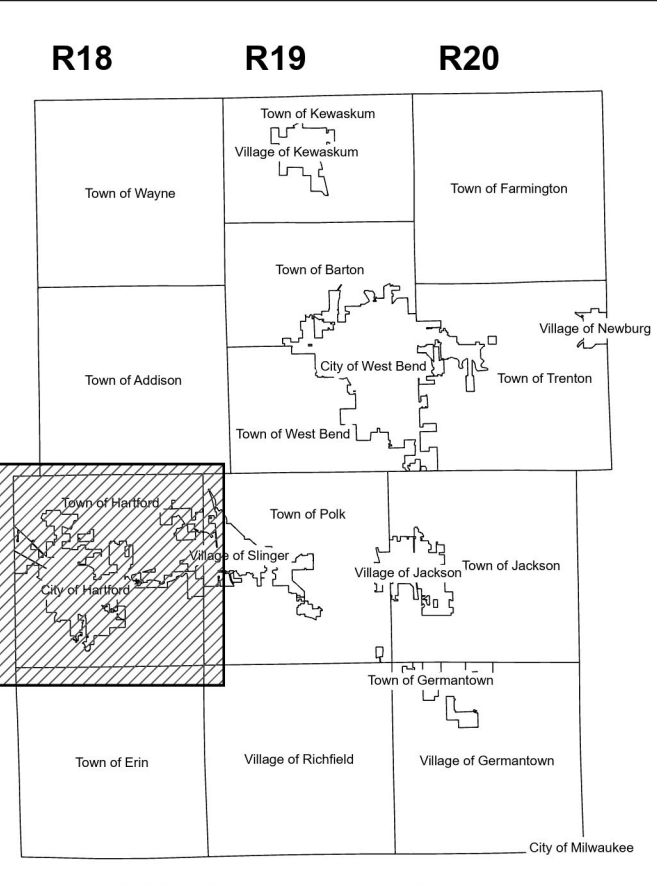 R18 R19 R20
Town of Kewaskum
Village of Kewaskum
Town of Wayne
Town of Farmington
Town of Barton
Village of Newburg
City of West Bend
Town of Addison
Town of Trenton
Town of West Bend
Town of Hartford
Town of Polk
Village of Slinger
Town of Jackson
Village of Jackson
City of Hartford
Town of Germantown
Town of Erin
Village of Richfield
Village of Germantown
City of Milwaukee